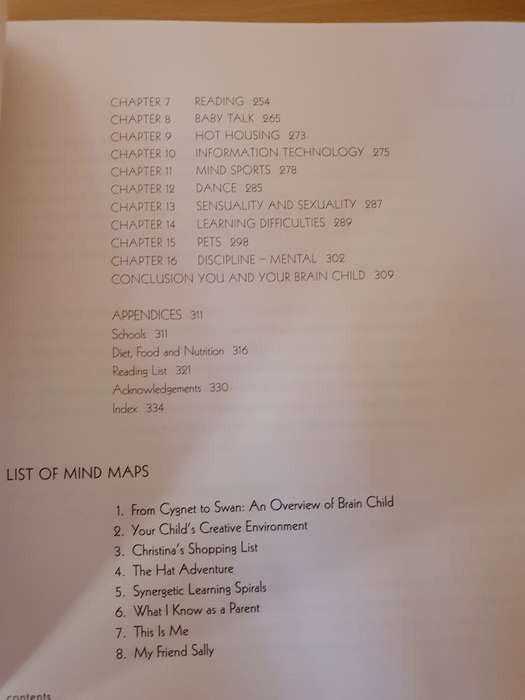 CHAPTER 7 READING 254
CHAPTER 8 BABY TALK 265
CHAPTER 9 HOT HOUSING 273
CHAPTER 10 INFORMATION TECHNOLOGY 275
CHAPTER 11 MIND SPORTS 278
CHAPTER 12 DANCE 285
CHAPTER 13 SENSUALITY AND SEXUALITY 287
CHAPTER 14 LEARNING DIFFICULTIES 289
CHAPTER 15 PETS 298
CHAPTER 16 DISCIPLINE – MENTAL 302
CONCLUSION YOU AND YOUR BRAIN CHILD 309
APPENDICES 311
Schools 311
Diet, Food and Nutrition 316
Reading List 321
Acknowledgements 330
Index 334
LIST OF MIND MAPS
1. From Cygnet to Swan: An Overview of Brain Child
2. Your Child's Creative Environment
3. Christina's Shopping List
4. The Hat Adventure
5. Synergetic Learning Spirals
6. What I Know as a Parent
7. This Is Me
8. My Friend Sally
contents